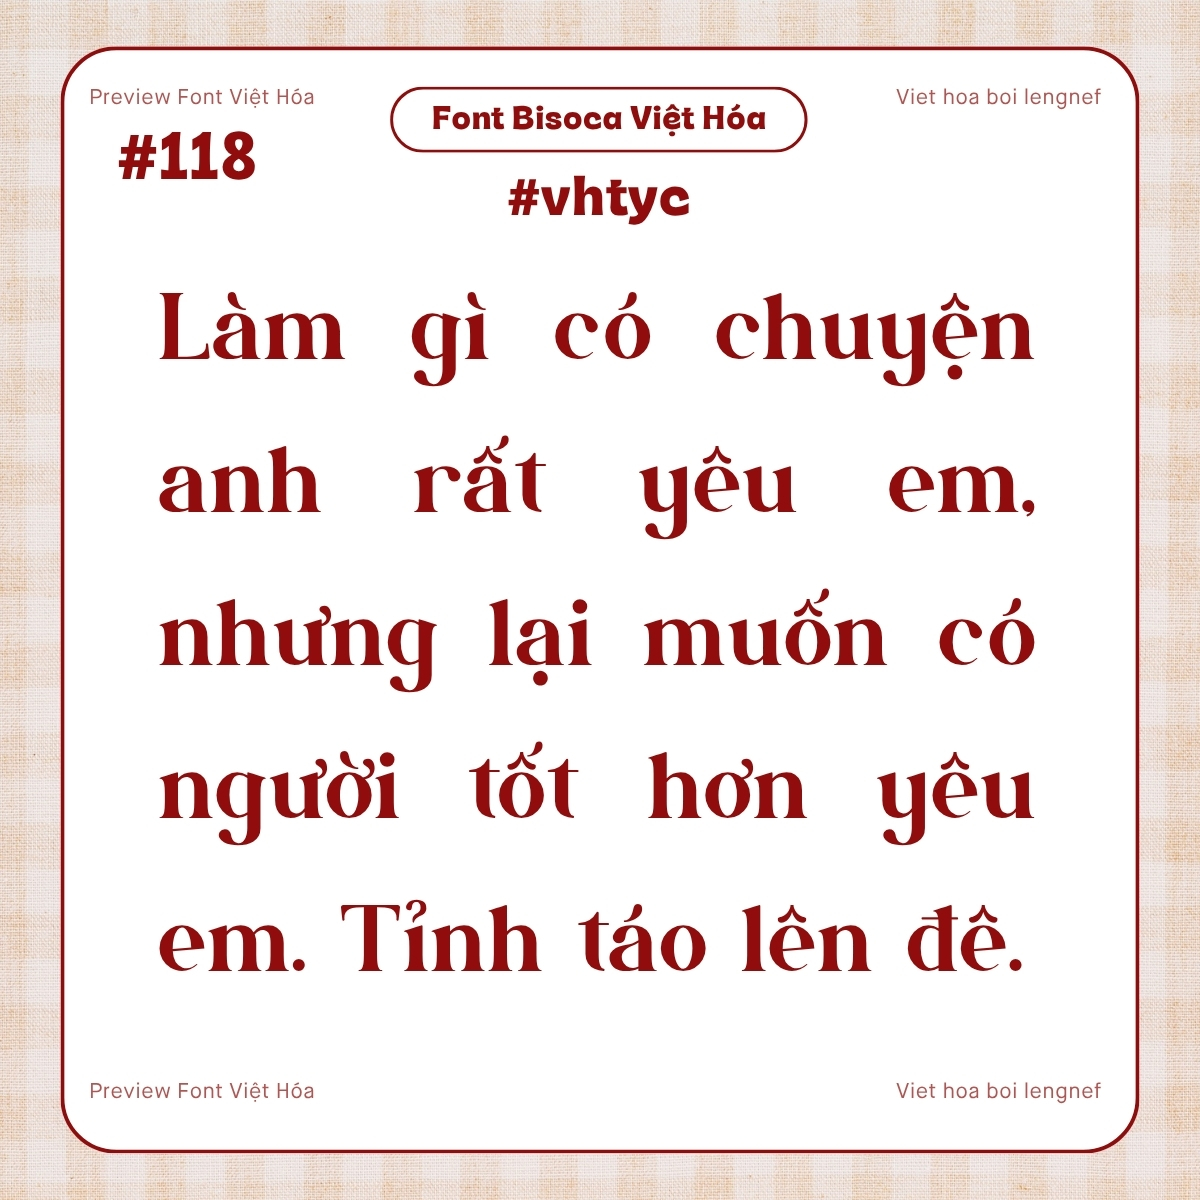 Preview Font Việt Hóa
Font Bisoca Việt Hóa
Viet hoa boi lengnef
#118
#vhtyc
Làm gì có chuyện
anh rất yêu em,
nhưng lại muốn có
người tốt hơn yêu
em. Tỉnh táo lên đê.
Preview Font Việt Hóa
Viet hoa boi lengnef